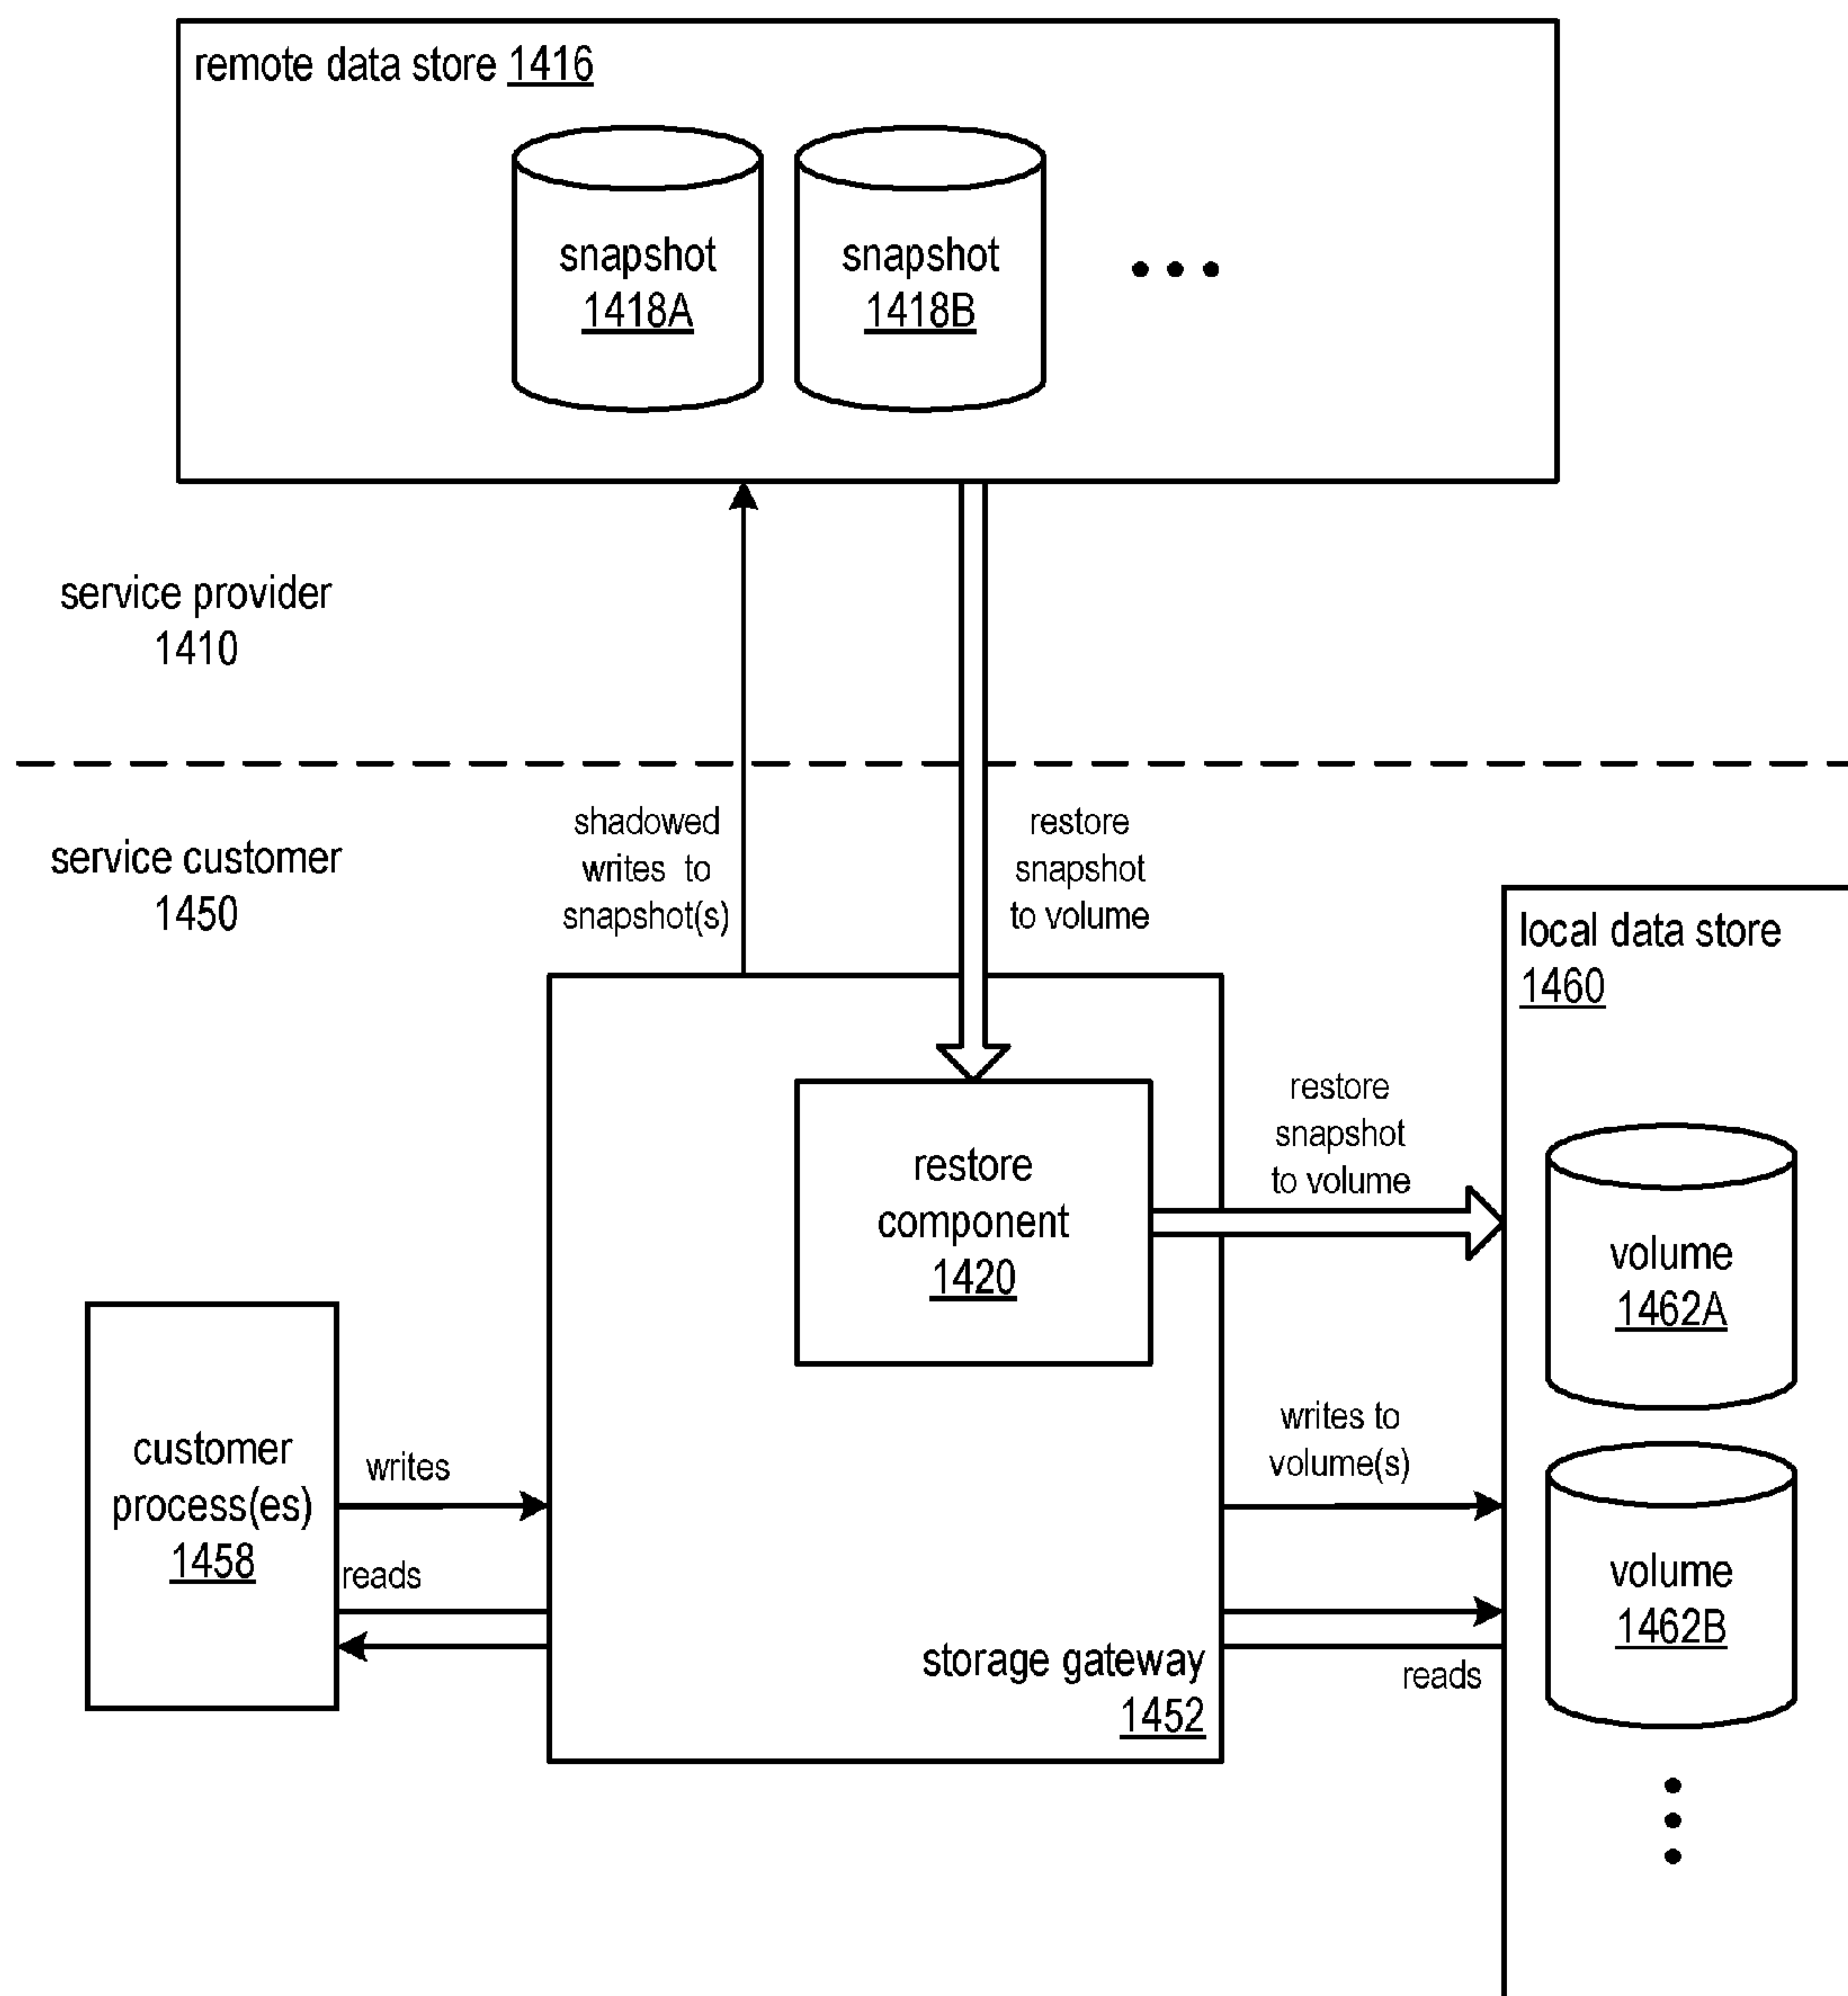 remote data store 1416
snapshot
1418A
snapshot
1418B
service provider
1410
service customer
1450
shadowed
writes to
snapshot(s)
restore
snapshot
to volume
local data store
1460
restore
component
1420
restore
snapshot
to volume
volume
1462A
customer
process(es)
1458
writes
reads
writes to
volume(s)
volume
1462B
reads
storage gateway
1452